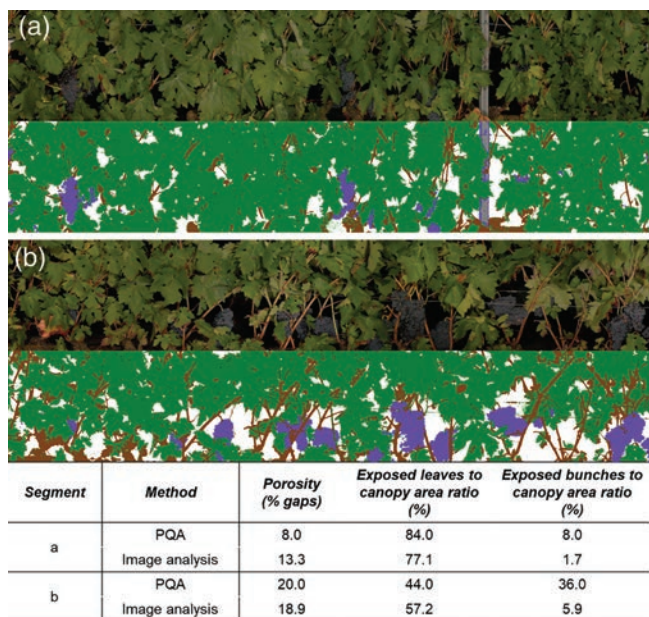 (a)
(b)
Segment Method Porosity (% gaps) Exposed leaves to canopy area ratio (%) Exposed bunches to canopy area ratio (%)
a PQA 8.0 84.0 8.0
Image analysis 13.3 77.1 1.7
b PQA 20.0 44.0 36.0
Image analysis 18.9 57.2 5.9